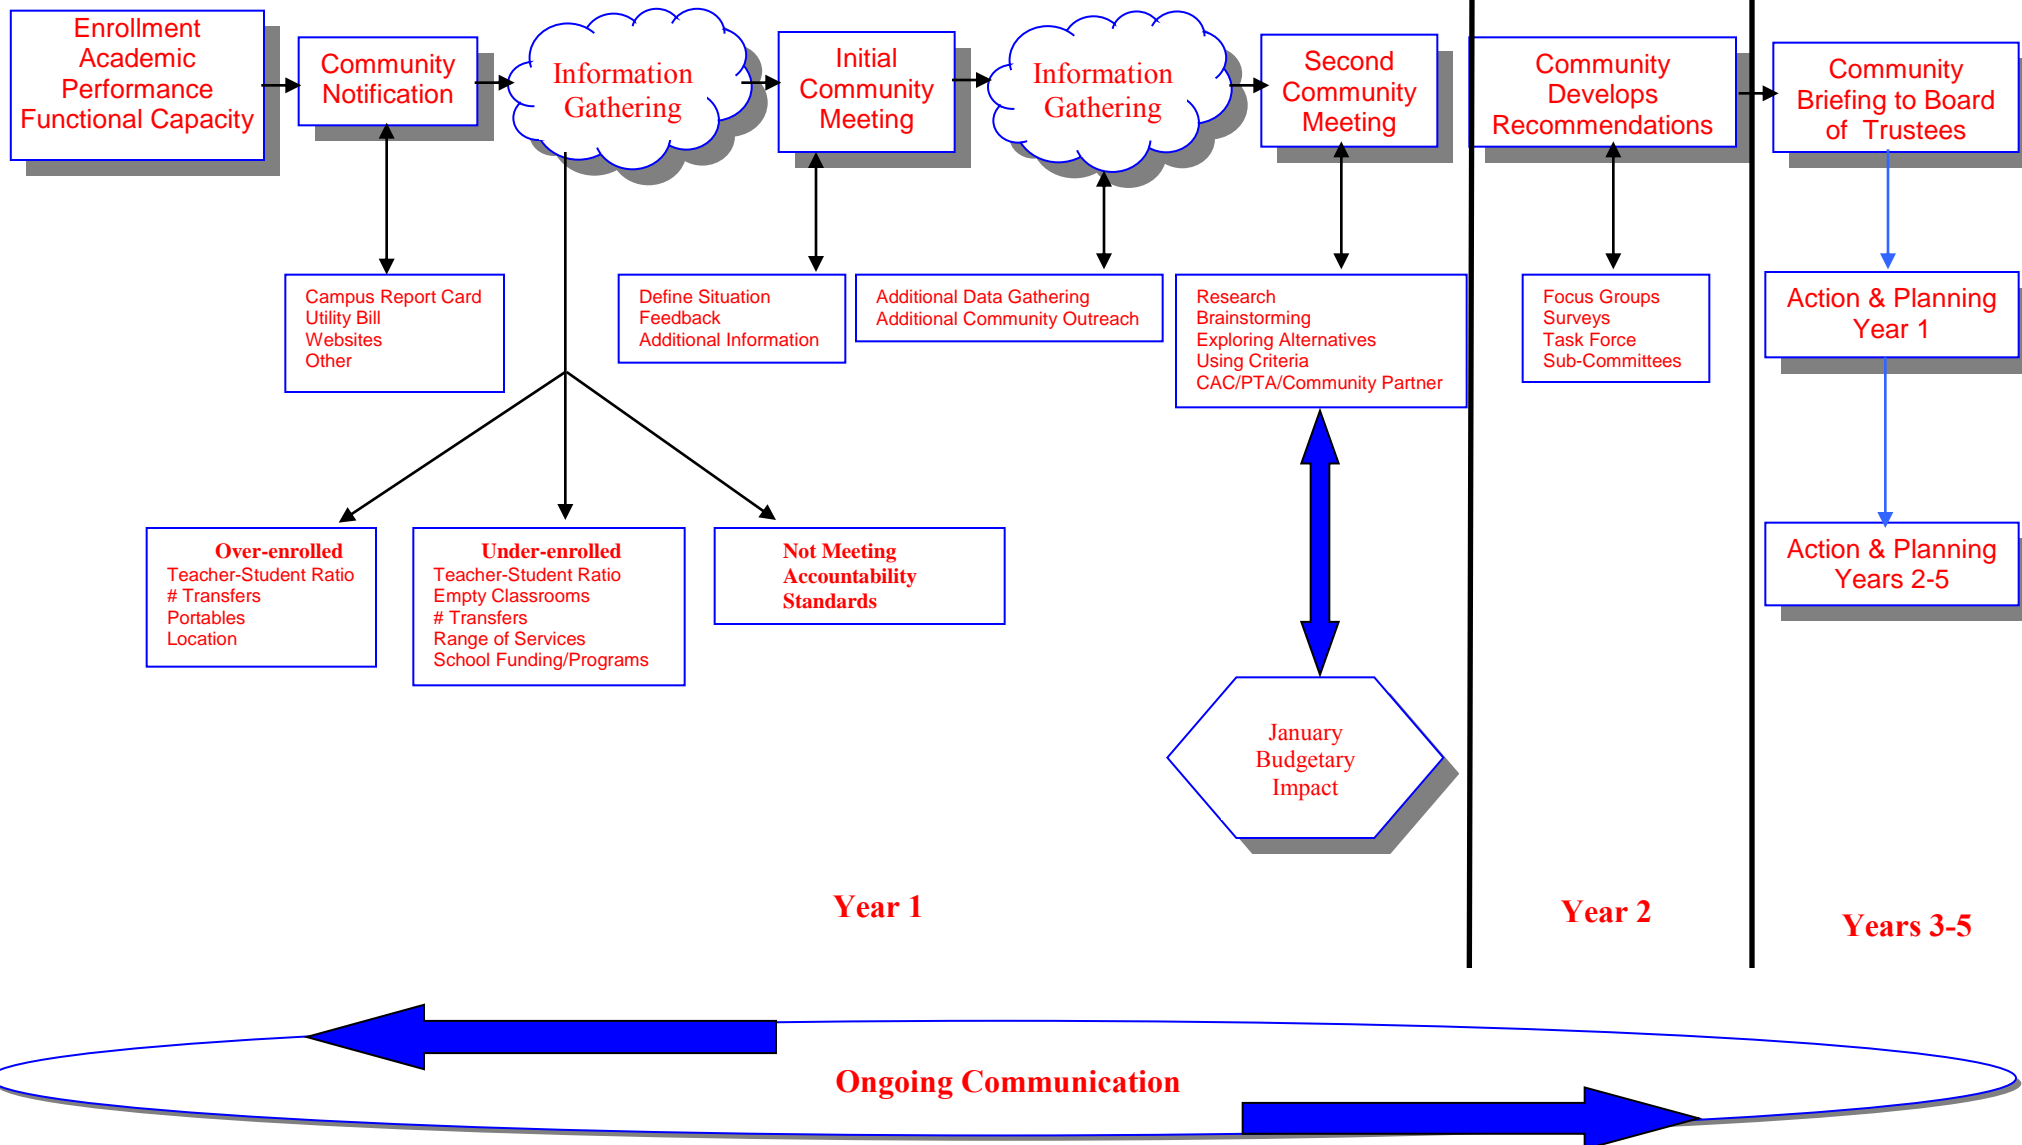 Enrollment
Academic
Performance
Functional Capacity
Community
Notification
Information
Gathering
Initial
Community
Meeting
Information
Gathering
Second
Community
Meeting
Community
Develops
Recommendations
Community
Briefing to Board
of Trustees
Campus Report Card
Utility Bill
Websites
Other
Define Situation
Feedback
Additional Information
Additional Data Gathering
Additional Community Outreach
Research
Brainstorming
Exploring Alternatives
Using Criteria
CAC/PTA/Community Partner
Focus Groups
Surveys
Task Force
Sub-Committees
Action & Planning
Year 1
Over-enrolled
Teacher-Student Ratio
# Transfers
Portables
Location
Under-enrolled
Teacher-Student Ratio
Empty Classrooms
# Transfers
Range of Services
School Funding/Programs
Not Meeting
Accountability
Standards
Action & Planning
Years 2-5
January
Budgetary
Impact
Year 1
Year 2
Years 3-5
Ongoing Communication